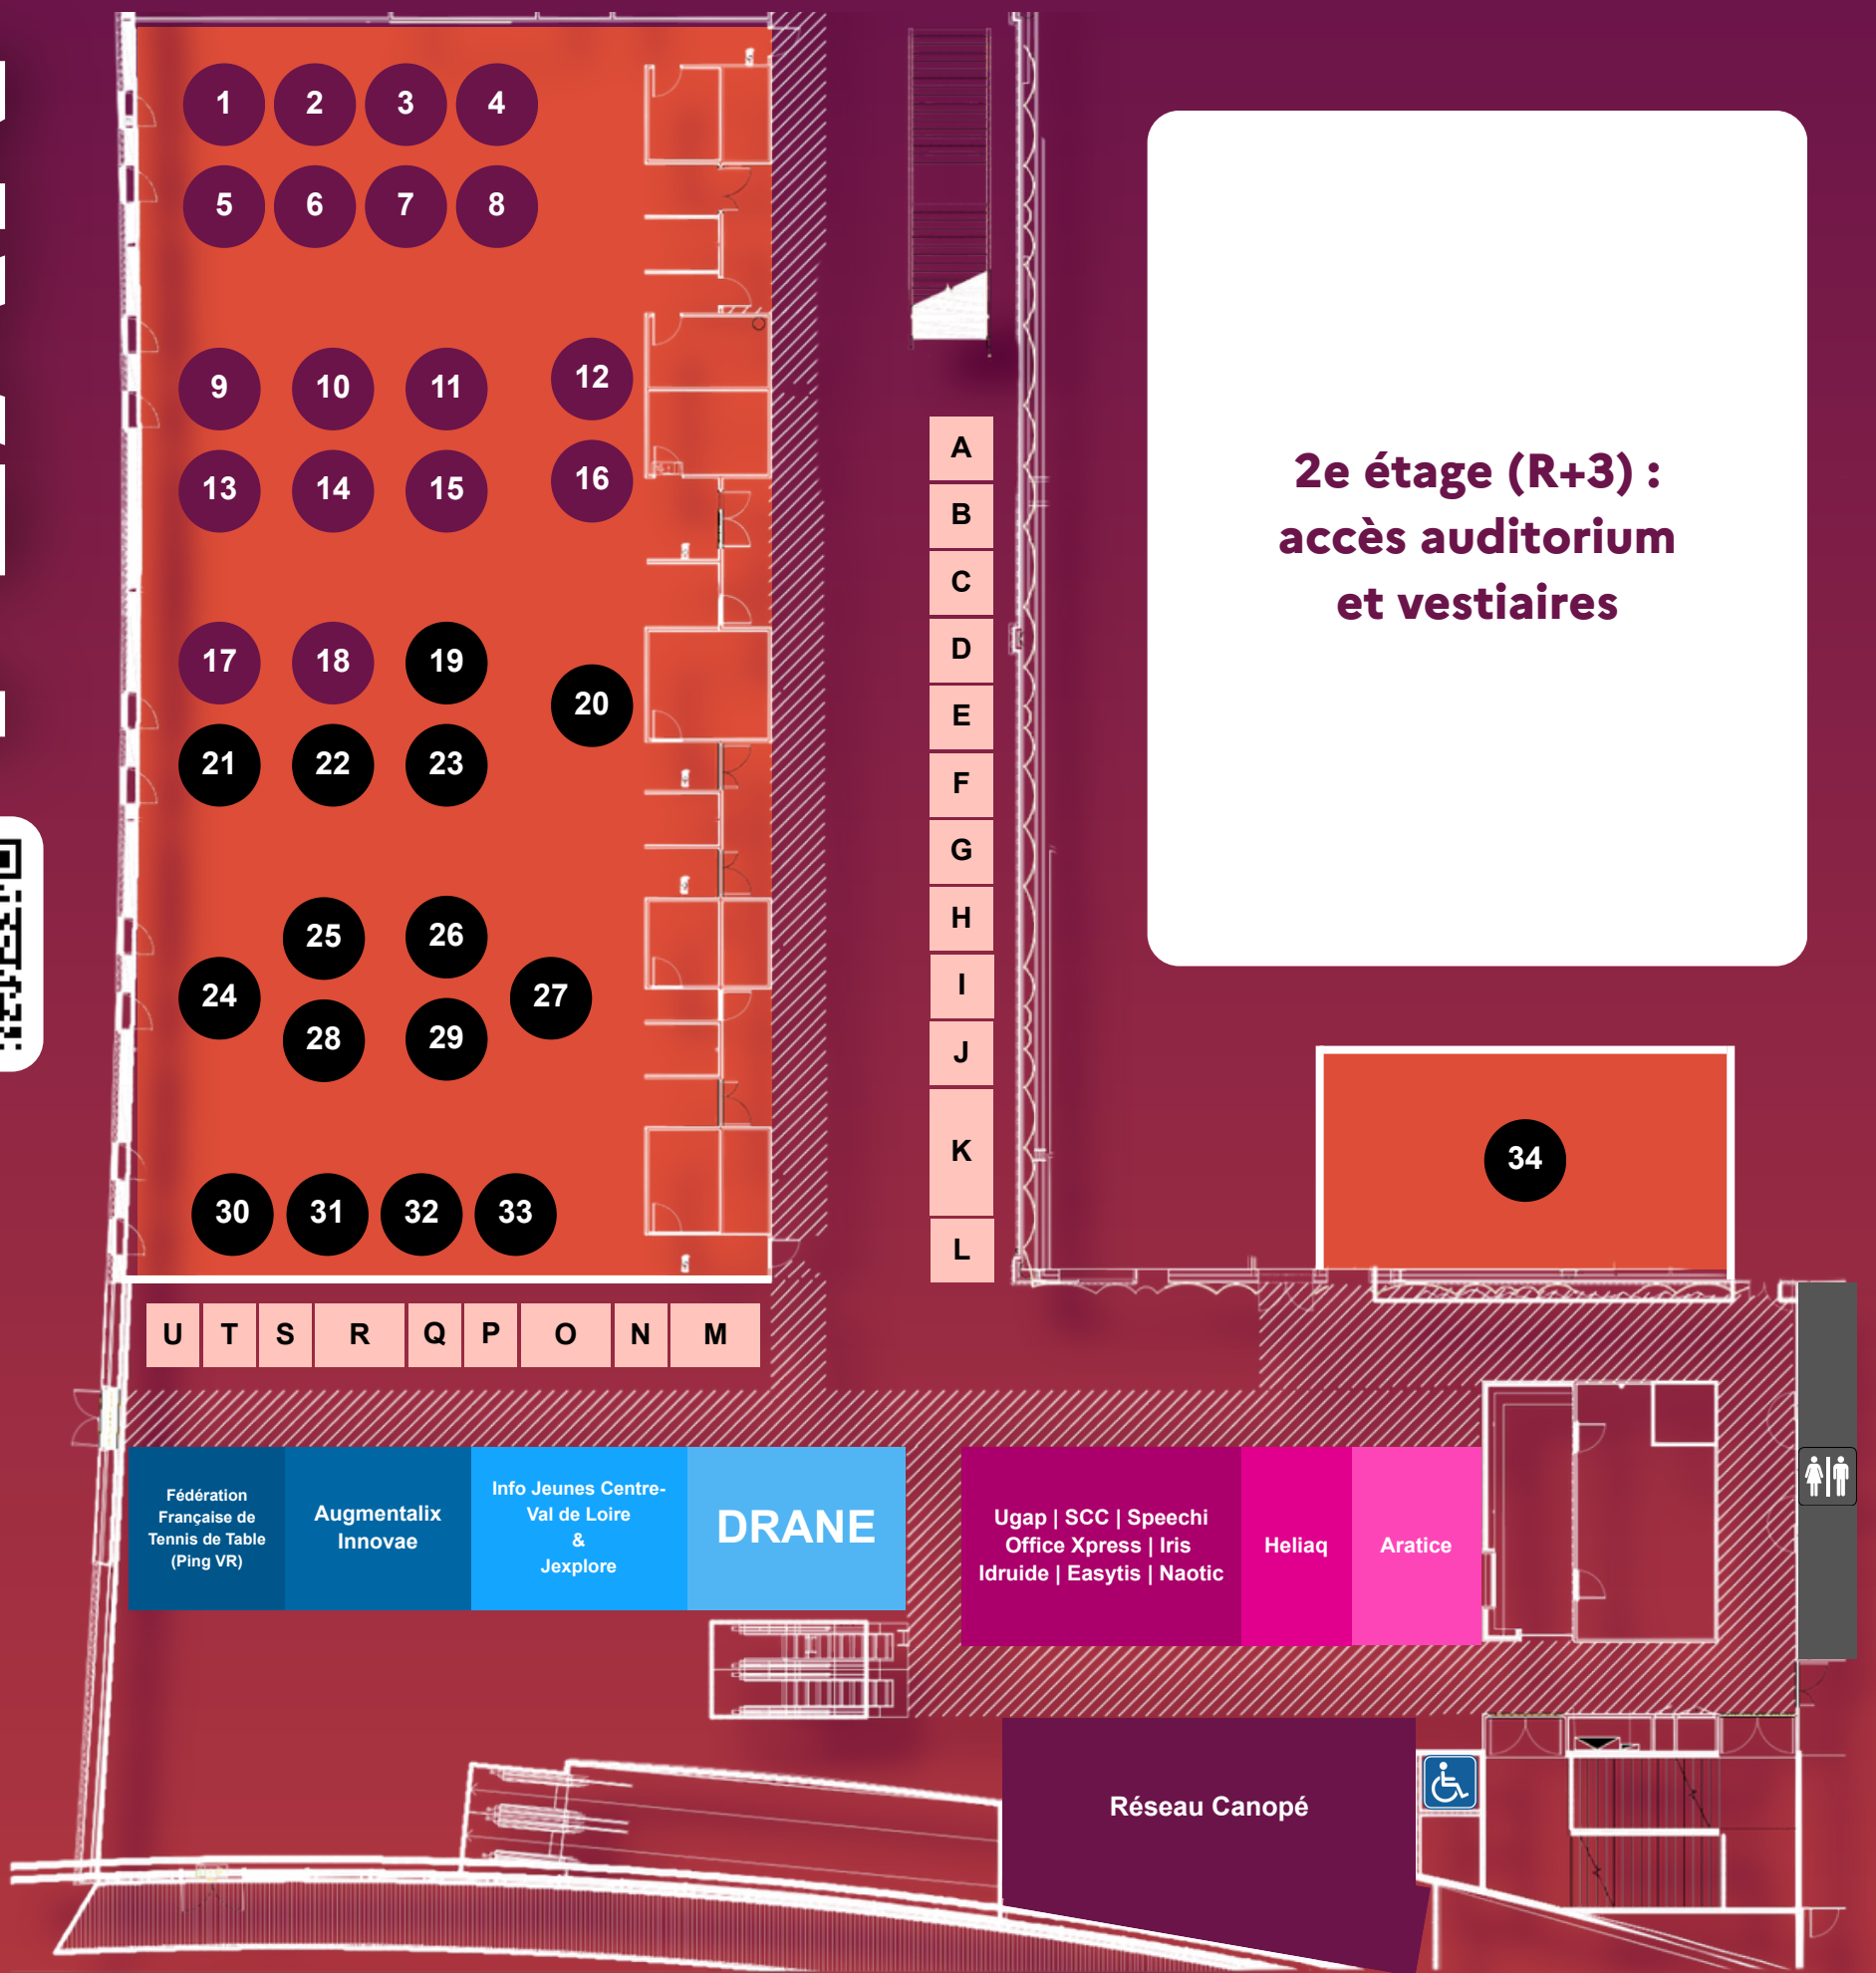 1 2 3 4
5 6 7 8
9 10 11 12
13 14 15 16
17 18 19 20
21 22 23
25 26
24 27
28 29
30 31 32 33
A
B
C
D
E
F
G
H
I
J
K
L
2e étage (R+3) :
accès auditorium
et vestiaires
34
U T S R Q P O N M
Fédération
Française de
Tennis de Table
(Ping VR)
Augmentalix
Innovae
Info Jeunes Centre-
Val de Loire
&
Jexplore
DRANE
Ugap | SCC | Speechi
Office Xpress | Iris
Idruide | Easytis | Naotic
Heliaq
Aratice
Réseau Canopé